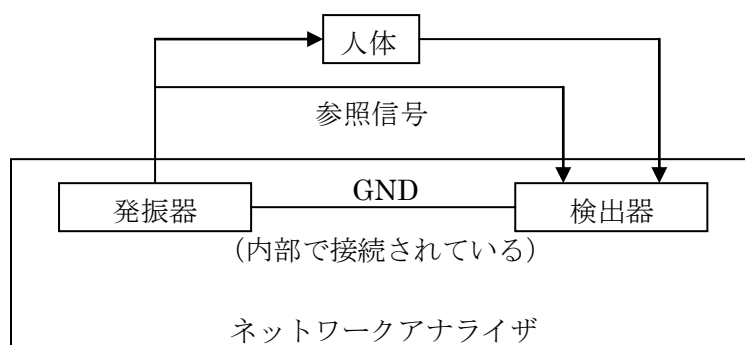 人体
参照信号
GND
発振器
検出器
（内部で接続されている）
ネットワークアナライザ